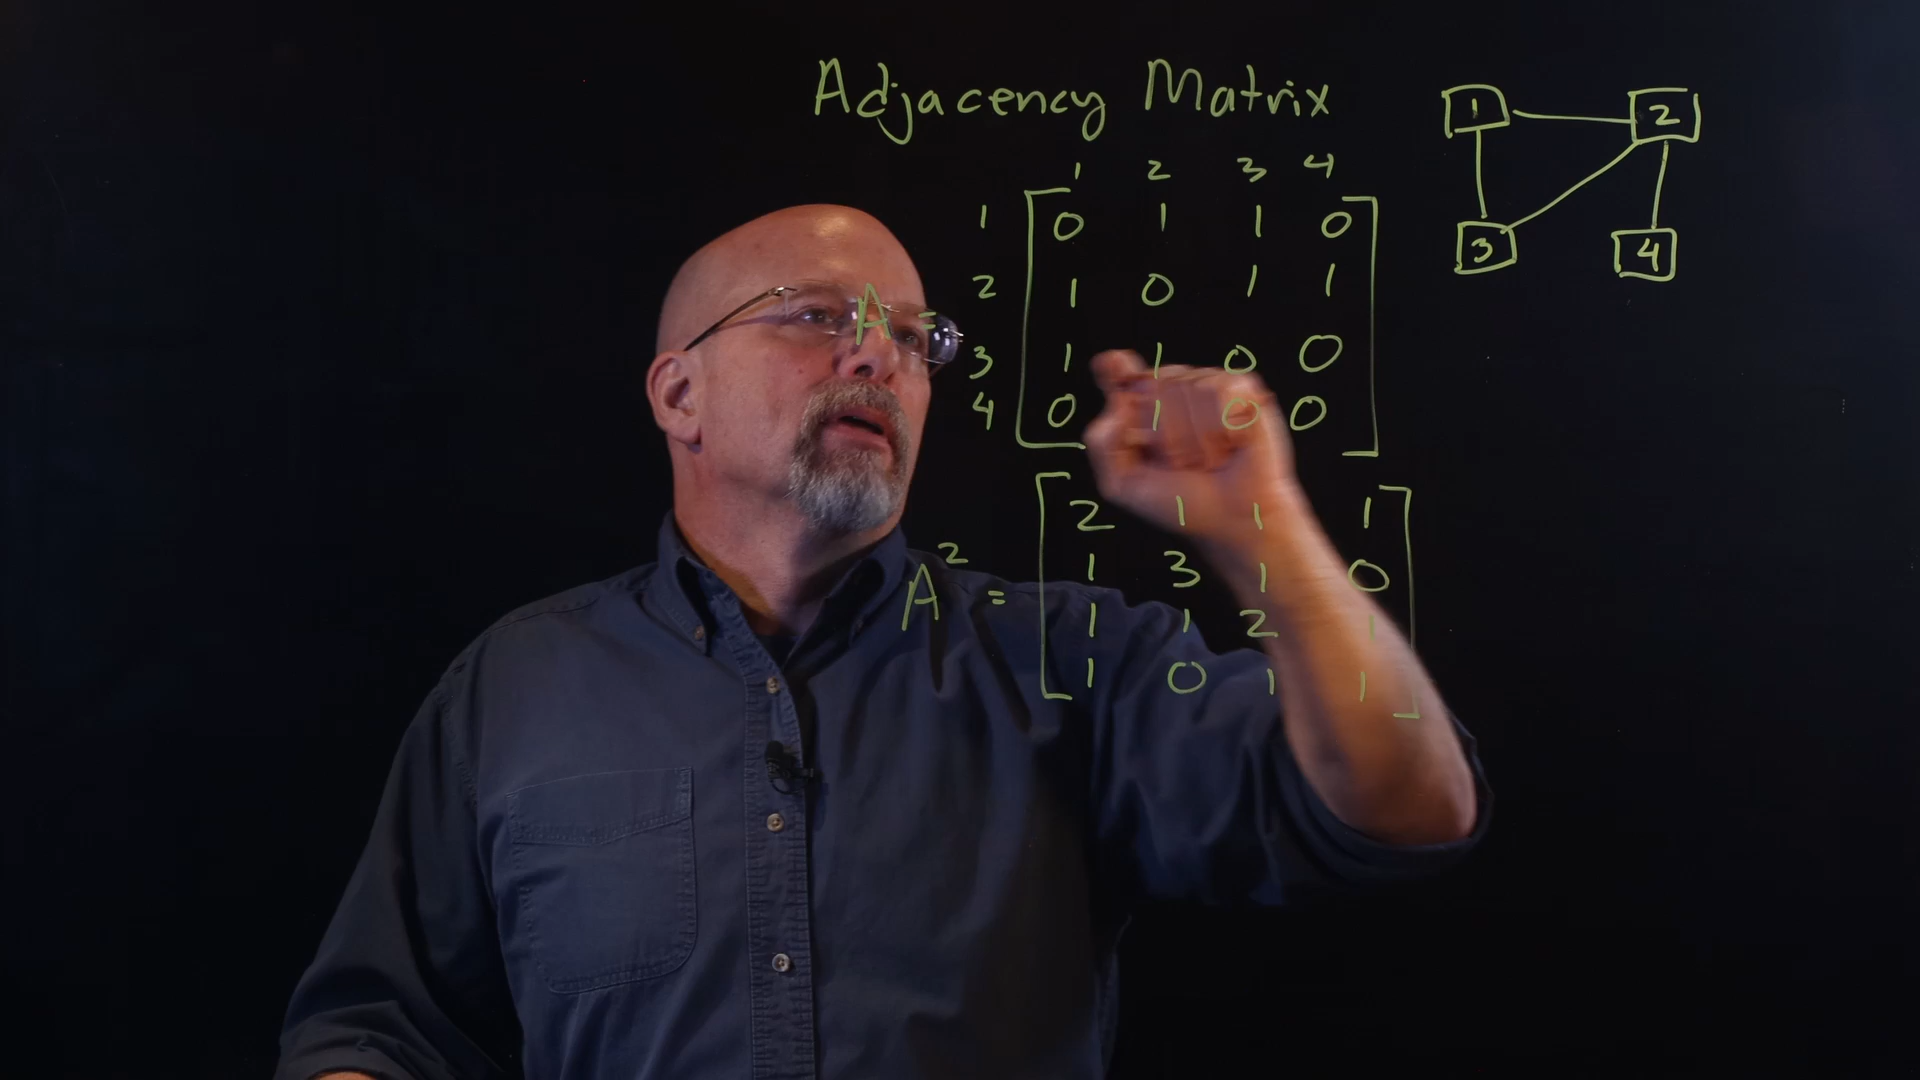 Adjacency Matrix
1 2
1 2 3 4
3 4
1 0 1 1 0
2 1 0 1 1
A =
3 1 1 0 0
4 0 1 0 0
2 1 1 1
1 3 1 0
A² =
1 1 2 1
1 0 1 1